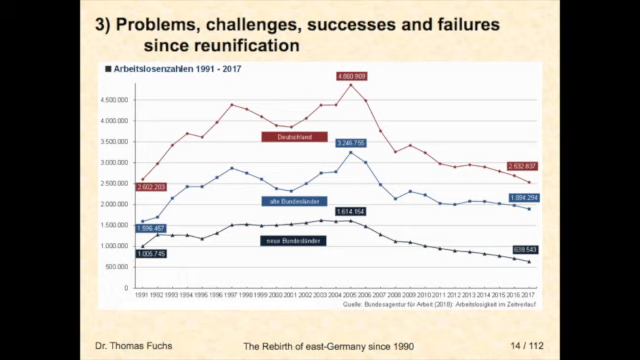 3) Problems, challenges, successes and failures
since reunification
Arbeitslosenzahlen 1991 - 2017
4.860.909
4.500.000
4.000.000
3.500.000
Deutschland
3.246.755
3.000.000
2.632.837
2.602.203
2.500.000
2.000.000
alte Bundesländer
1.894.294
1.596.457
1.614.154
1.500.000
neue Bundesländer
1.005.745
1.000.000
639.543
500.000
0
1991 1992 1993 1994 1995 1996 1997 1998 1999 2000 2001 2002 2003 2004 2005 2006 2007 2008 2009 2010 2011 2012 2013 2014 2015 2016 2017
Quelle: Bundesagentur für Arbeit (2018): Arbeitslosigkeit im Zeitverlauf
Dr. Thomas Fuchs
The Rebirth of east-Germany since 1990
14 / 112